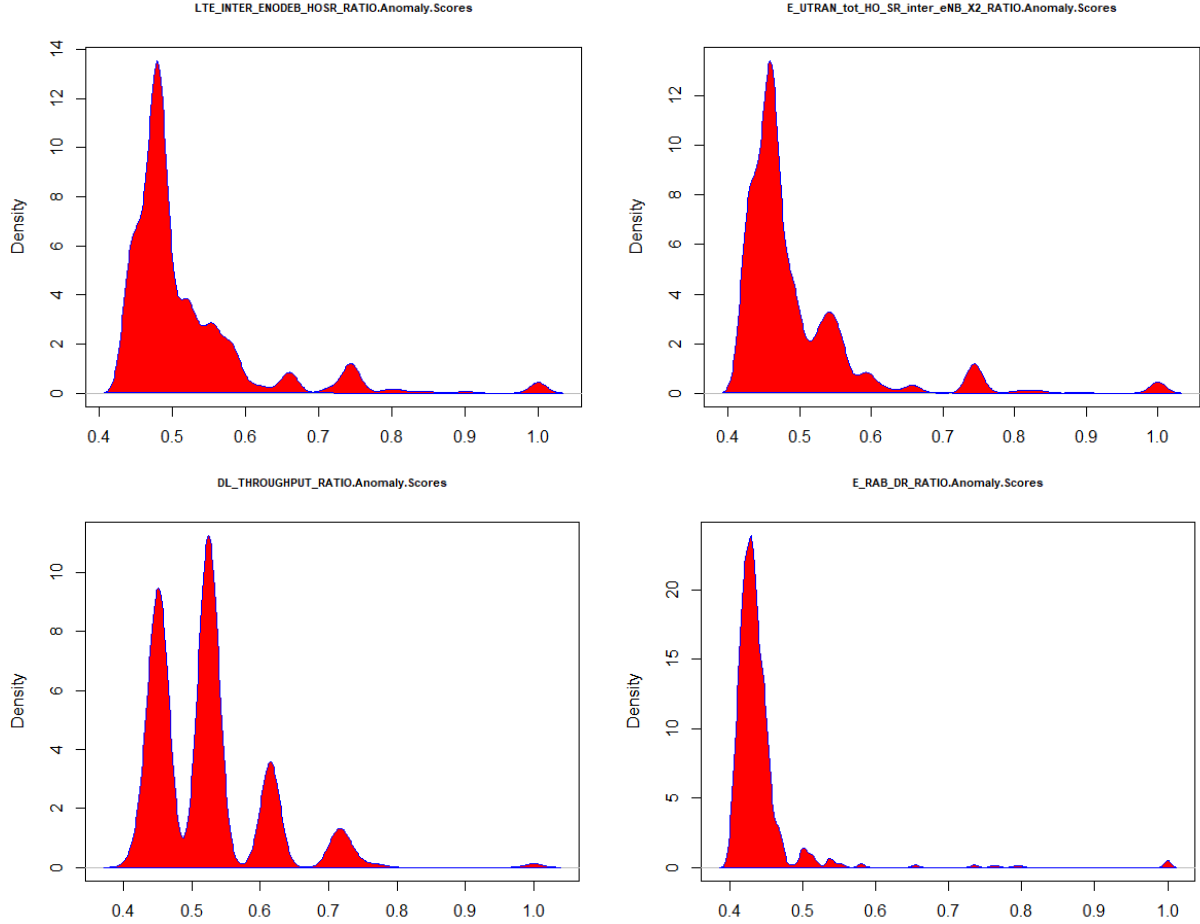 LTE_INTER_ENODEB_HOSR_RATIO.Anomaly.Scores
Density
0 2 4 6 8 10 12 14
0.4 0.5 0.6 0.7 0.8 0.9 1.0
E_UTRAN_tot_HO_SR_inter_eNB_X2_RATIO.Anomaly.Scores
Density
0 2 4 6 8 10 12
0.4 0.5 0.6 0.7 0.8 0.9 1.0
DL_THROUGHPUT_RATIO.Anomaly.Scores
Density
0 2 4 6 8 10
0.4 0.5 0.6 0.7 0.8 0.9 1.0
E_RAB_DR_RATIO.Anomaly.Scores
Density
0 5 10 15 20
0.4 0.5 0.6 0.7 0.8 0.9 1.0